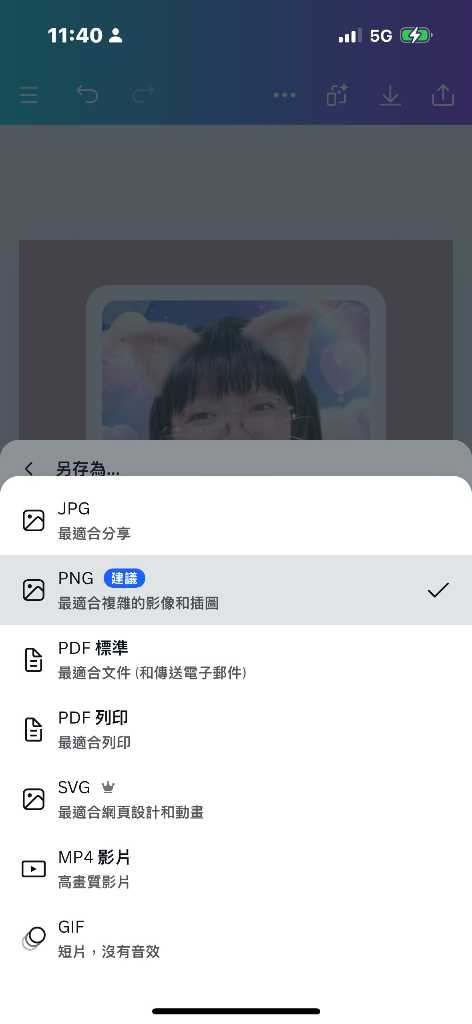 11:40
5G
另存為...
JPG
最適合分享
PNG 建議
最適合複雜的影像和插圖
PDF 標準
最適合文件 (和傳送電子郵件)
PDF 列印
最適合列印
SVG
最適合網頁設計和動畫
MP4 影片
高畫質影片
GIF
短片，沒有音效